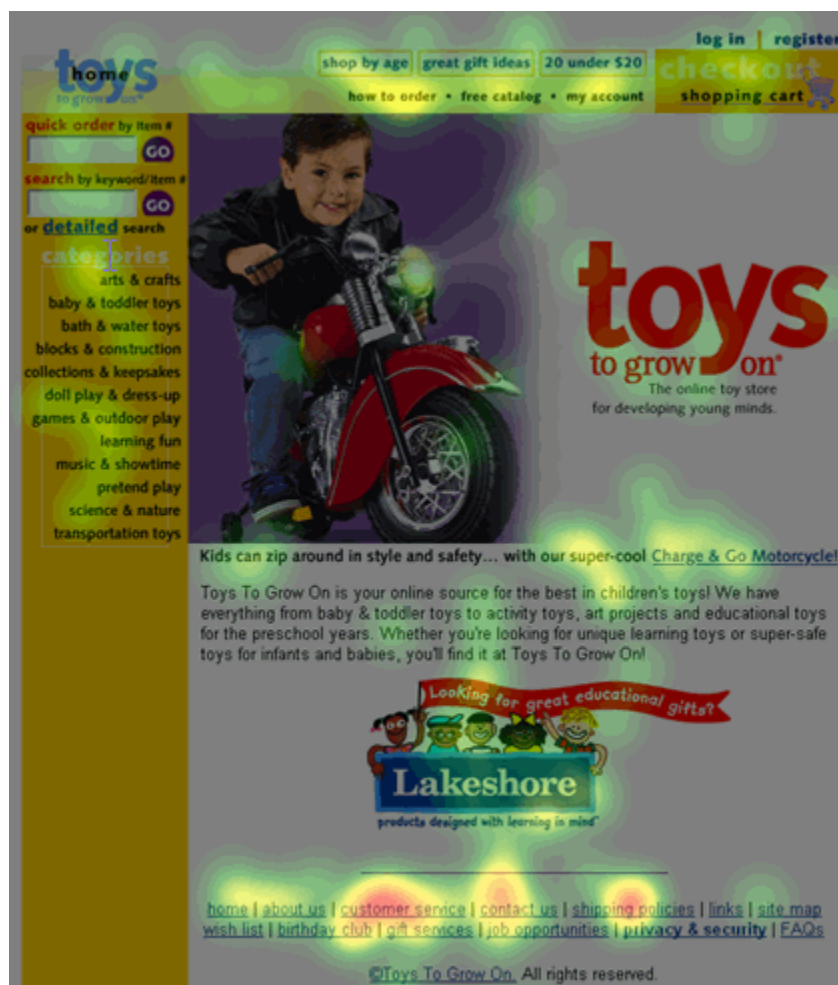 log in | register
shop by age great gift ideas 20 under $20
checkout
toys
home
to grow on®
how to order • free catalog • my account
shopping cart
quick order by item #
GO
search by keyword/item #
GO
or detailed search
categories
arts & crafts
baby & toddler toys
bath & water toys
blocks & construction
collections & keepsakes
doll play & dress-up
games & outdoor play
learning fun
music & showtime
pretend play
science & nature
transportation toys
toys
to grow on®
The online toy store
for developing young minds.
Kids can zip around in style and safety... with our super-cool Charge & Go Motorcycle!
Toys To Grow On is your online source for the best in children's toys! We have
everything from baby & toddler toys to activity toys, art projects and educational toys
for the preschool years. Whether you're looking for unique learning toys or super-safe
toys for infants and babies, you'll find it at Toys To Grow On!
Looking for great educational gifts?
Lakeshore
products designed with learning in mind™
home | about us | customer service | contact us | shipping policies | links | site map
wish list | birthday club | gift services | job opportunities | privacy & security | FAQs
©Toys To Grow On. All rights reserved.